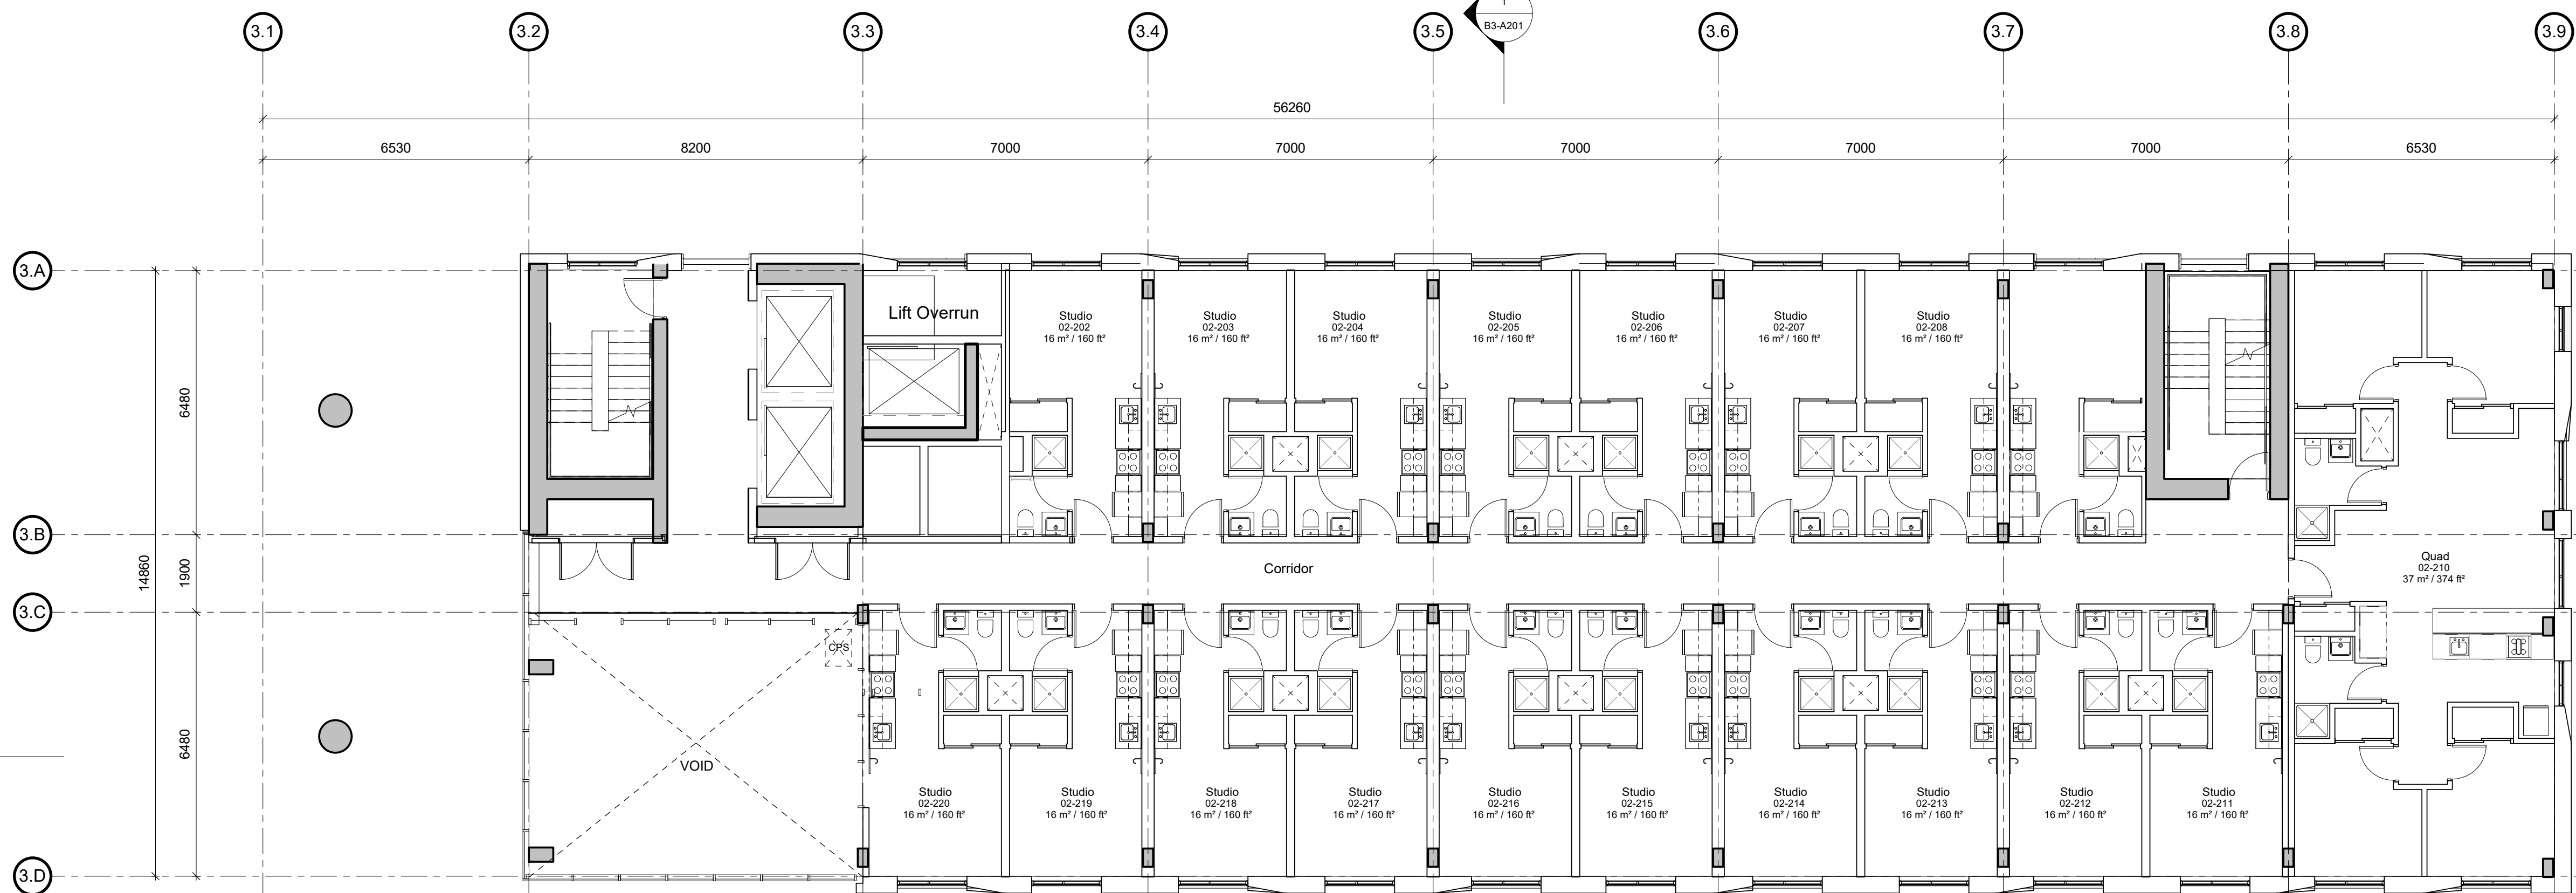 B3-A201
3.1
3.2
3.3
3.4
3.5
3.6
3.7
3.8
3.9
56260
6530
8200
7000
7000
7000
7000
7000
6530
3.A
3.B
3.C
3.D
14860
6480
1900
6480
Lift Overrun
Studio
02-202
16 m² / 160 ft²
Studio
02-203
16 m² / 160 ft²
Studio
02-204
16 m² / 160 ft²
Studio
02-205
16 m² / 160 ft²
Studio
02-206
16 m² / 160 ft²
Studio
02-207
16 m² / 160 ft²
Studio
02-208
16 m² / 160 ft²
Corridor
Quad
02-210
37 m² / 374 ft²
CPS
VOID
Studio
02-220
16 m² / 160 ft²
Studio
02-219
16 m² / 160 ft²
Studio
02-218
16 m² / 160 ft²
Studio
02-217
16 m² / 160 ft²
Studio
02-216
16 m² / 160 ft²
Studio
02-215
16 m² / 160 ft²
Studio
02-214
16 m² / 160 ft²
Studio
02-213
16 m² / 160 ft²
Studio
02-212
16 m² / 160 ft²
Studio
02-211
16 m² / 160 ft²